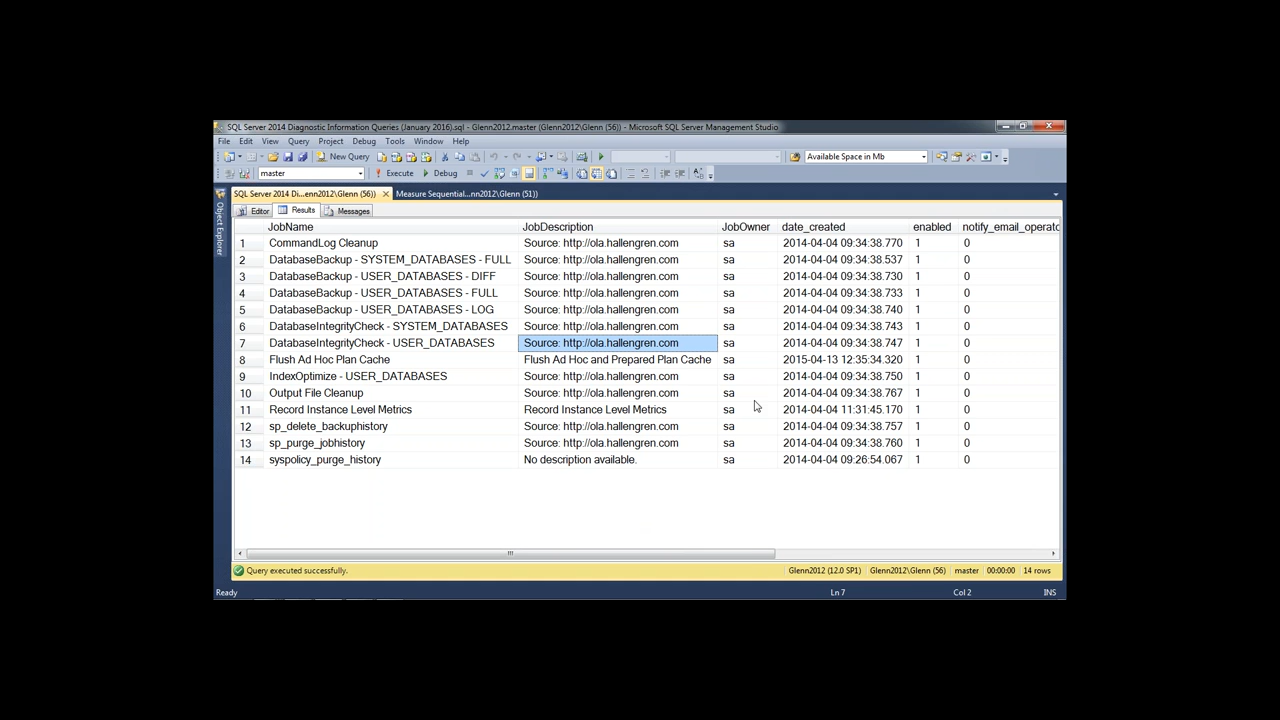 SQL Server 2014 Diagnostic Information Queries (January 2016).sql - Glenn2012.master (Glenn2012\Glenn (56)) - Microsoft SQL Server Management Studio
File Edit View Query Project Debug Tools Window Help
New Query Available Space in Mb
master Execute Debug
SQL Server 2014 Di...enn2012\Glenn (56)) Measure Sequential...nn2012\Glenn (51))
Object Explorer
Editor Results Messages
JobName JobDescription JobOwner date_created enabled notify_email_operato
1 CommandLog Cleanup Source: http://ola.hallengren.com sa 2014-04-04 09:34:38.770 1 0
2 DatabaseBackup - SYSTEM_DATABASES - FULL Source: http://ola.hallengren.com sa 2014-04-04 09:34:38.537 1 0
3 DatabaseBackup - USER_DATABASES - DIFF Source: http://ola.hallengren.com sa 2014-04-04 09:34:38.730 1 0
4 DatabaseBackup - USER_DATABASES - FULL Source: http://ola.hallengren.com sa 2014-04-04 09:34:38.733 1 0
5 DatabaseBackup - USER_DATABASES - LOG Source: http://ola.hallengren.com sa 2014-04-04 09:34:38.740 1 0
6 DatabaseIntegrityCheck - SYSTEM_DATABASES Source: http://ola.hallengren.com sa 2014-04-04 09:34:38.743 1 0
7 DatabaseIntegrityCheck - USER_DATABASES Source: http://ola.hallengren.com sa 2014-04-04 09:34:38.747 1 0
8 Flush Ad Hoc Plan Cache Flush Ad Hoc and Prepared Plan Cache sa 2015-04-13 12:35:34.320 1 0
9 IndexOptimize - USER_DATABASES Source: http://ola.hallengren.com sa 2014-04-04 09:34:38.750 1 0
10 Output File Cleanup Source: http://ola.hallengren.com sa 2014-04-04 09:34:38.767 1 0
11 Record Instance Level Metrics Record Instance Level Metrics sa 2014-04-04 11:31:45.170 1 0
12 sp_delete_backuphistory Source: http://ola.hallengren.com sa 2014-04-04 09:34:38.757 1 0
13 sp_purge_jobhistory Source: http://ola.hallengren.com sa 2014-04-04 09:34:38.760 1 0
14 syspolicy_purge_history No description available. sa 2014-04-04 09:26:54.067 1 0
Query executed successfully. Glenn2012 (12.0 SP1) Glenn2012\Glenn (56) master 00:00:00 14 rows
Ready Ln 7 Col 2 INS